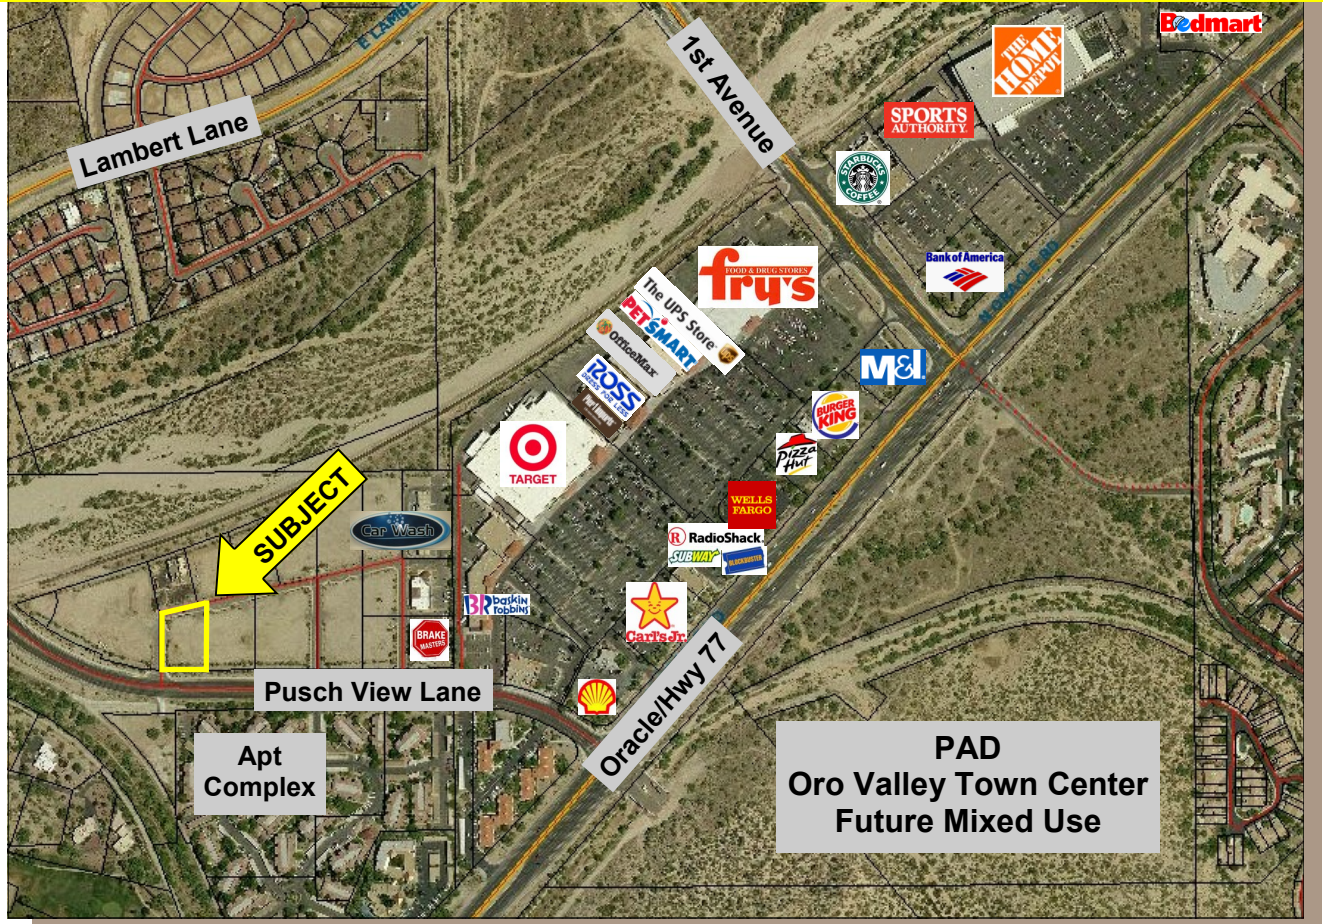 Bedmart
THE
HOME
DEPOT
1st Avenue
SPORTS
AUTHORITY
Lambert Lane
STARBUCKS
COFFEE
Bank of America
N ORACLE RD
FOOD & DRUG STORES
fry's
The UPS Store
PETSMART
OfficeMax
ROSS
DRESS FOR LESS
M&I
BURGER
KING
Pizza
Hut
TARGET
SUBJECT
Car Wash
WELLS
FARGO
R RadioShack.
SUBWAY
BLOCKBUSTER
BR baskin
robbins
Carl's Jr.
BRAKE
MASTERS
Pusch View Lane
Oracle/Hwy 77
Apt
Complex
PAD
Oro Valley Town Center
Future Mixed Use